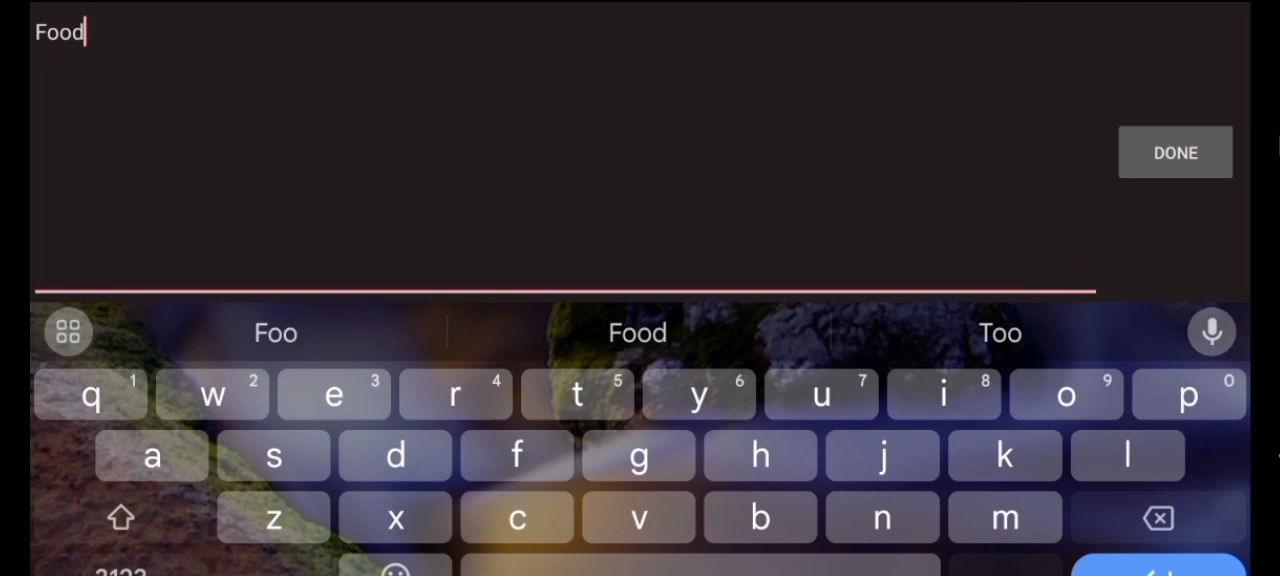 Food
DONE
Foo Food Too
q 1 w 2 e 3 r 4 t 5 y 6 u 7 i 8 o 9 p 0
a s d f g h j k l
z x c v b n m